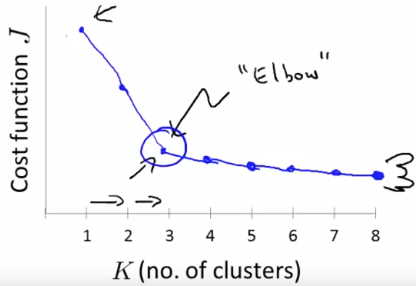 Cost function J
"Elbow"
1 2 3 4 5 6 7 8
K (no. of clusters)